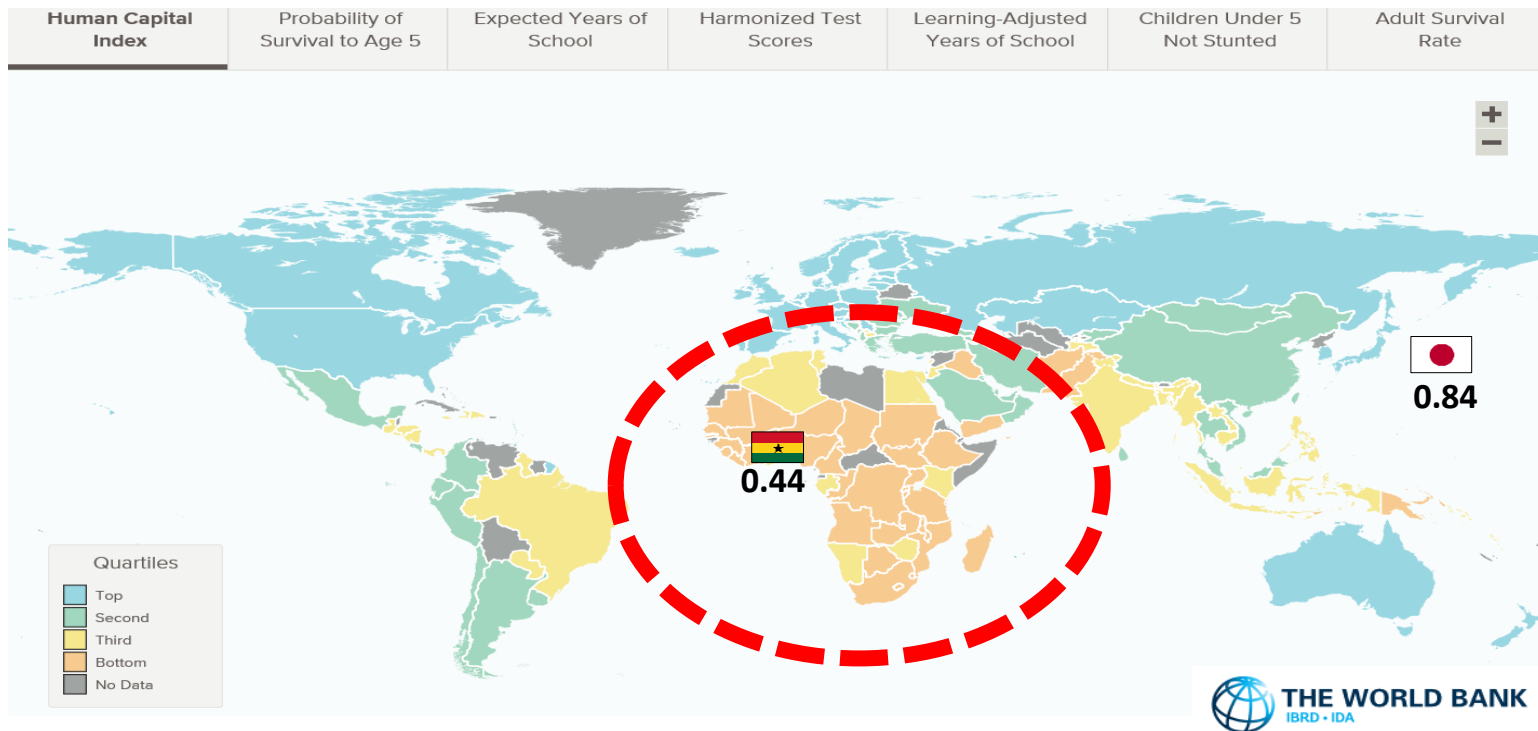 Human Capital
Index
Probability of
Survival to Age 5
Expected Years of
School
Harmonized Test
Scores
Learning-Adjusted
Years of School
Children Under 5
Not Stunted
Adult Survival
Rate
+
−
0.84
0.44
Quartiles
Top
Second
Third
Bottom
No Data
THE WORLD BANK
IBRD • IDA